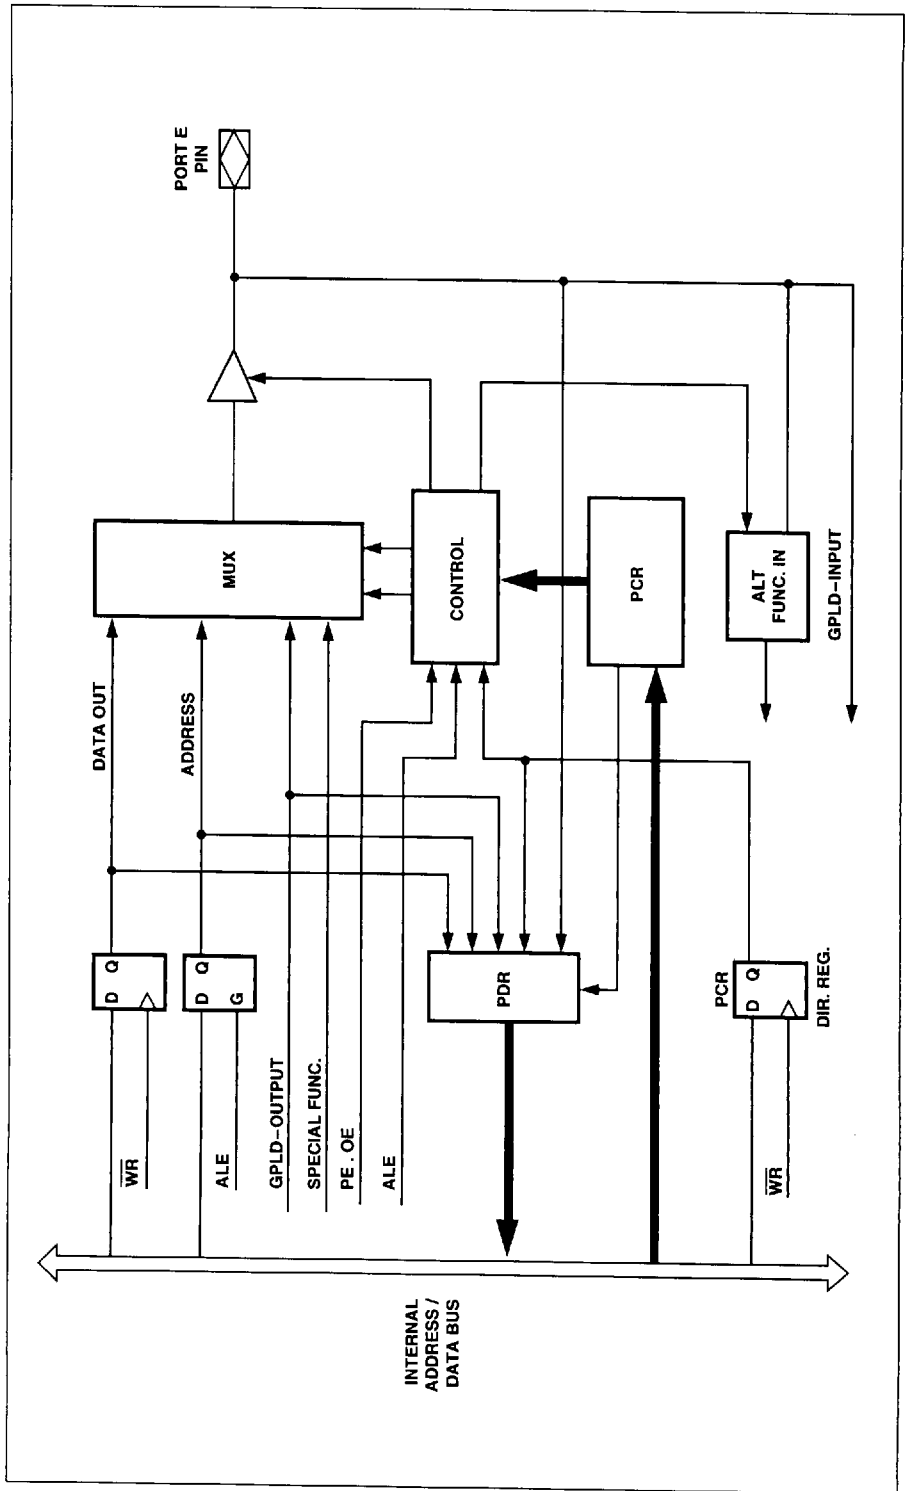 INTERNAL
ADDRESS /
DATA BUS
WR
D Q
DATA OUT
ALE
D Q
G
ADDRESS
GPLD–OUTPUT
SPECIAL FUNC.
PE . OE
ALE
MUX
PORT E
PIN
CONTROL
PDR
PCR
WR
PCR
D Q
DIR. REG.
ALT
FUNC. IN
GPLD–INPUT